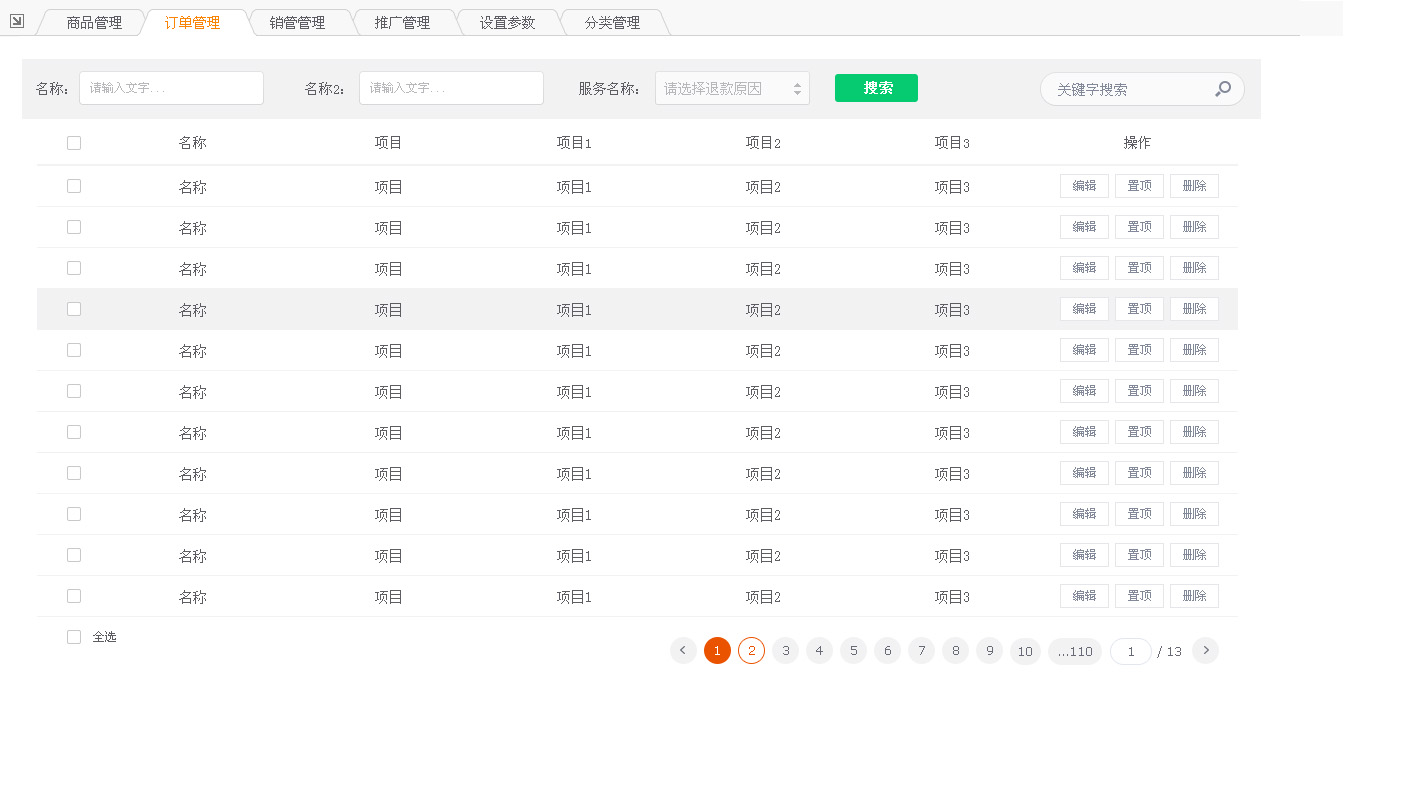 商品管理 订单管理 销管管理 推广管理 设置参数 分类管理
名称: 请输入文字... 名称2: 请输入文字... 服务名称: 请选择退款原因 搜索 关键字搜索
名称 项目 项目1 项目2 项目3 操作
名称 项目 项目1 项目2 项目3 编辑 置顶 删除
名称 项目 项目1 项目2 项目3 编辑 置顶 删除
名称 项目 项目1 项目2 项目3 编辑 置顶 删除
名称 项目 项目1 项目2 项目3 编辑 置顶 删除
名称 项目 项目1 项目2 项目3 编辑 置顶 删除
名称 项目 项目1 项目2 项目3 编辑 置顶 删除
名称 项目 项目1 项目2 项目3 编辑 置顶 删除
名称 项目 项目1 项目2 项目3 编辑 置顶 删除
名称 项目 项目1 项目2 项目3 编辑 置顶 删除
名称 项目 项目1 项目2 项目3 编辑 置顶 删除
名称 项目 项目1 项目2 项目3 编辑 置顶 删除
全选
< 1 2 3 4 5 6 7 8 9 10 ...110 1 / 13 >